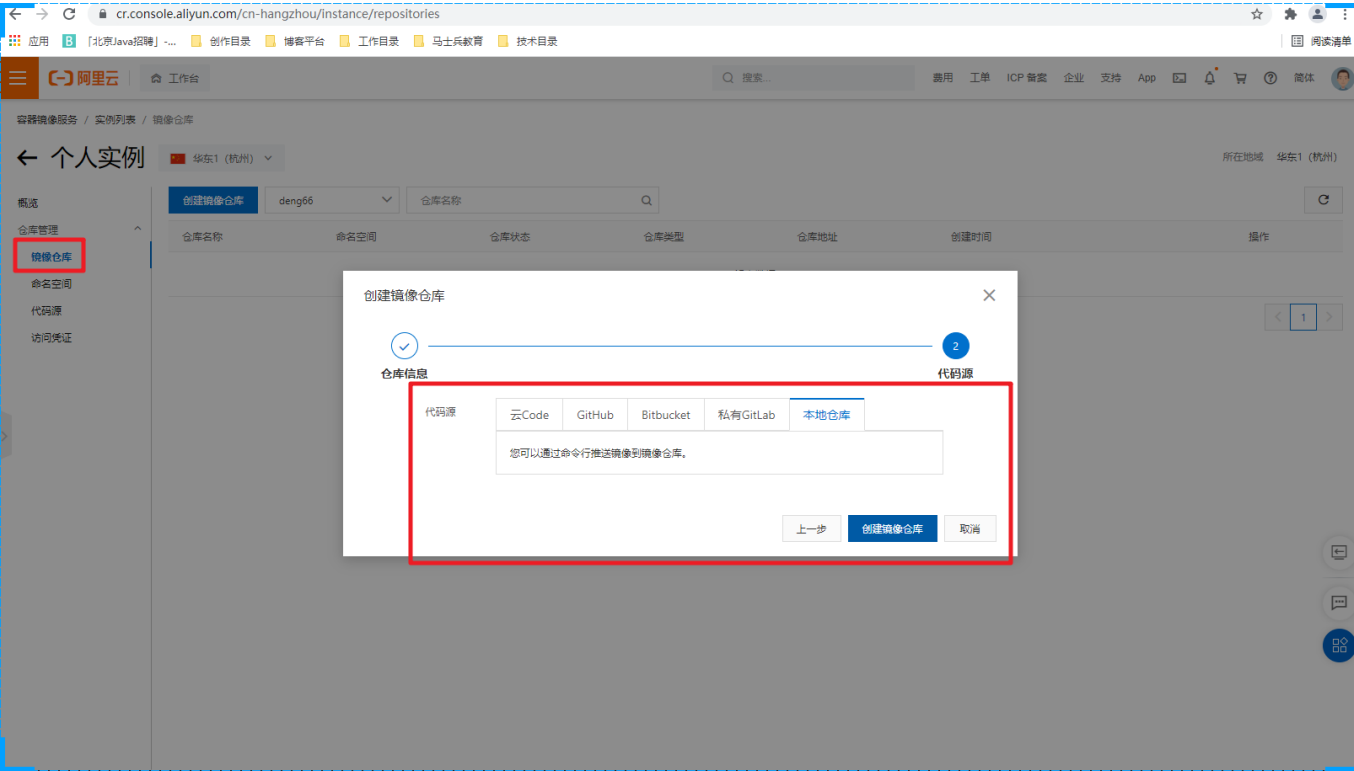 cr.console.aliyun.com/cn-hangzhou/instance/repositories
应用 B 「北京Java招聘」-... 创作目录 博客平台 工作目录 马士兵教育 技术目录 阅读清单
阿里云 工作台 搜索... 费用 工单 ICP 备案 企业 支持 App 简体
容器镜像服务 / 实例列表 / 镜像仓库
个人实例 华东1 (杭州) 所在地域 华东1 (杭州)
概览 创建镜像仓库 deng66 仓库名称
仓库管理 仓库名称 命名空间 仓库状态 仓库类型 仓库地址 创建时间 操作
镜像仓库
命名空间
代码源
访问凭证
1
创建镜像仓库
2
仓库信息 代码源
代码源 云Code GitHub Bitbucket 私有GitLab 本地仓库
您可以通过命令行推送镜像到镜像仓库。
上一步 创建镜像仓库 取消